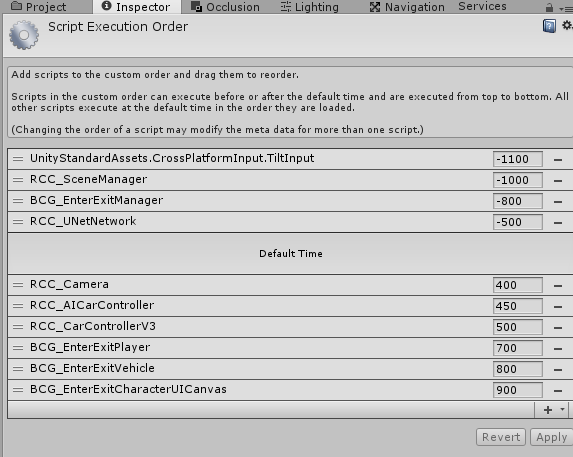 Project
Inspector
Occlusion
Lighting
Navigation
Services
Script Execution Order
Add scripts to the custom order and drag them to reorder.
Scripts in the custom order can execute before or after the default time and are executed from top to bottom. All
other scripts execute at the default time in the order they are loaded.
(Changing the order of a script may modify the meta data for more than one script.)
UnityStandardAssets.CrossPlatformInput.TiltInput -1100
RCC_SceneManager -1000
BCG_EnterExitManager -800
RCC_UNetNetwork -500
Default Time
RCC_Camera 400
RCC_AICarController 450
RCC_CarControllerV3 500
BCG_EnterExitPlayer 700
BCG_EnterExitVehicle 800
BCG_EnterExitCharacterUICanvas 900
Revert Apply